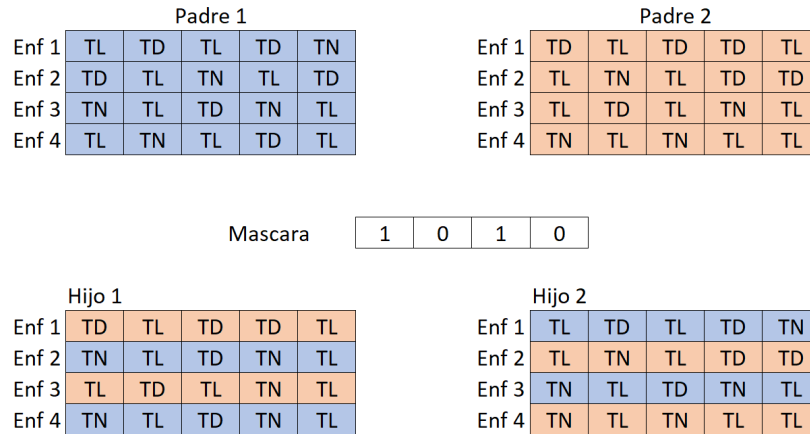 Padre 1 Padre 2
Enf 1 TL TD TL TD TN Enf 1 TD TL TD TD TL
Enf 2 TD TL TN TL TD Enf 2 TL TN TL TD TD
Enf 3 TN TL TD TN TL Enf 3 TL TD TL TN TL
Enf 4 TL TN TL TD TL Enf 4 TN TL TN TL TL
Mascara 1 0 1 0
Hijo 1 Hijo 2
Enf 1 TD TL TD TD TL Enf 1 TL TD TL TD TN
Enf 2 TN TL TD TN TL Enf 2 TL TN TL TD TD
Enf 3 TL TD TL TN TL Enf 3 TN TL TD TN TL
Enf 4 TN TL TD TN TL Enf 4 TN TL TN TL TL